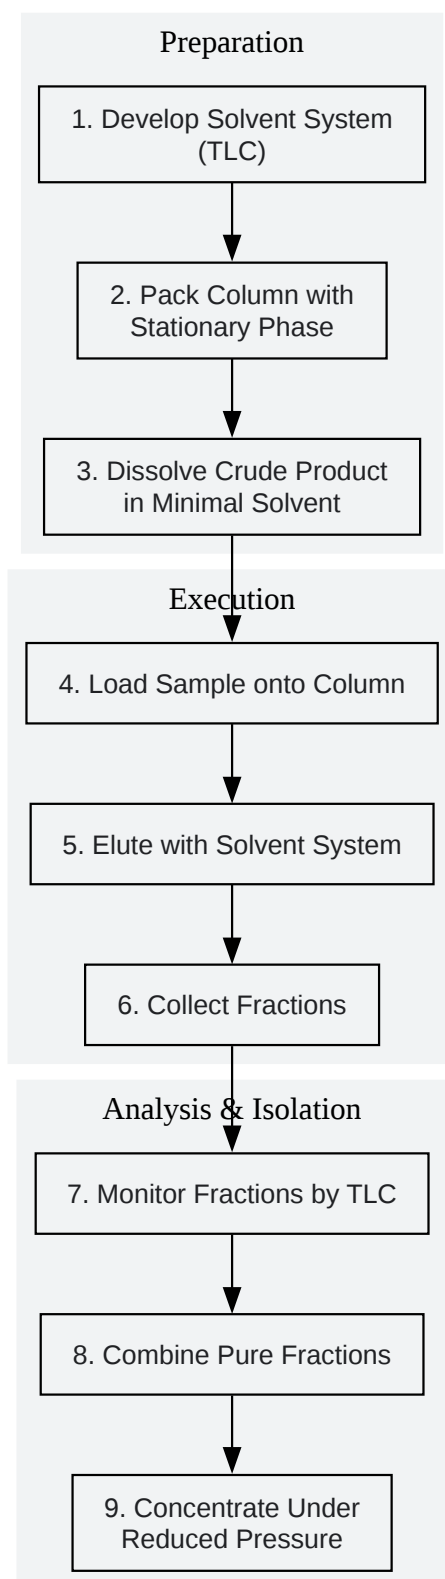 Preparation
1. Develop Solvent System
(TLC)
2. Pack Column with
Stationary Phase
3. Dissolve Crude Product
in Minimal Solvent
Execution
4. Load Sample onto Column
5. Elute with Solvent System
6. Collect Fractions
Analysis & Isolation
7. Monitor Fractions by TLC
8. Combine Pure Fractions
9. Concentrate Under
Reduced Pressure